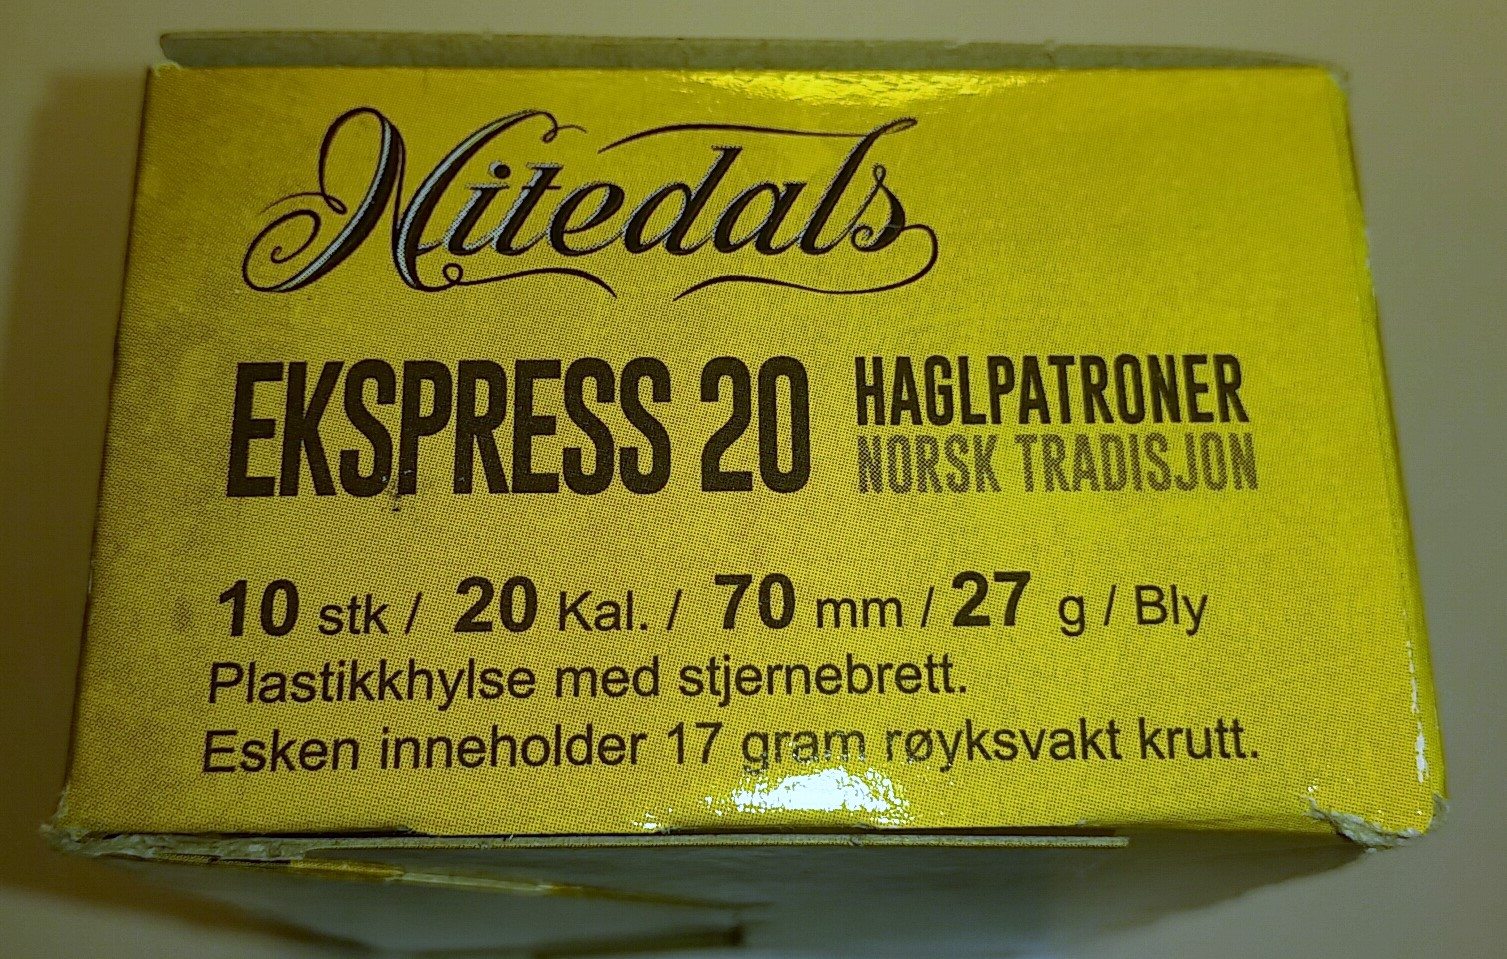 Nitedals
EKSPRESS 20 HAGLPATRONER
NORSK TRADISJON
10 stk / 20 Kal. / 70 mm / 27 g / Bly
Plastikkhylse med stjernebrett.
Esken inneholder 17 gram røyksvakt krutt.